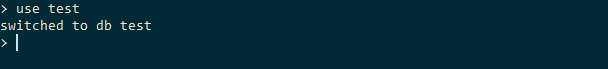 > use test
switched to db test
>